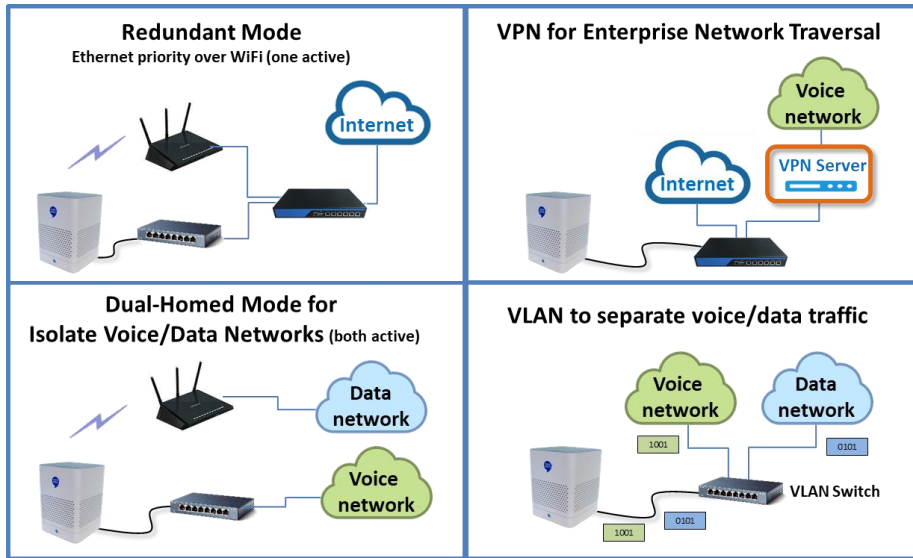 Redundant Mode
Ethernet priority over WiFi (one active)
Internet
VPN for Enterprise Network Traversal
Voice
network
VPN Server
Internet
Dual-Homed Mode for
Isolate Voice/Data Networks (both active)
Data
network
Voice
network
VLAN to separate voice/data traffic
Voice
network
Data
network
1001
0101
VLAN Switch
0101
1001